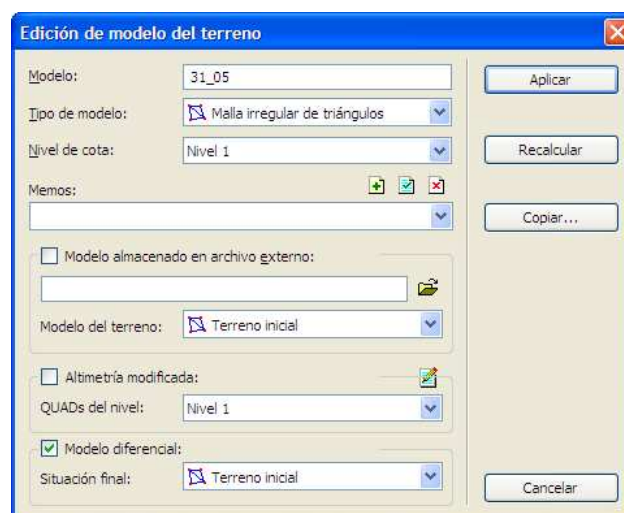 Edición de modelo del terreno
Modelo: 31_05
Aplicar
Tipo de modelo: Malla irregular de triángulos
Nivel de cota: Nivel 1
Recalcular
Memos:
Copiar...
Modelo almacenado en archivo externo:
Modelo del terreno: Terreno inicial
Altimetría modificada:
QUADs del nivel: Nivel 1
Modelo diferencial:
Situación final: Terreno inicial
Cancelar